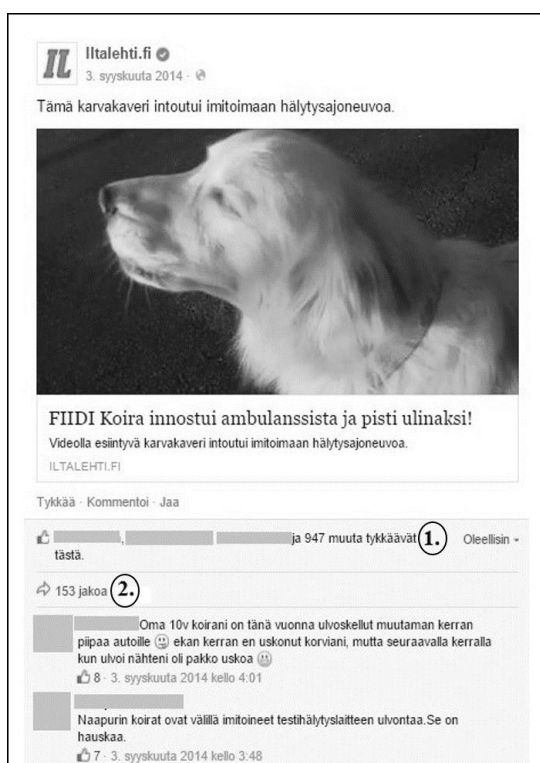 IL Iltalehti.fi
3. syyskuuta 2014 ·
Tämä karvakaveri intoutui imitoimaan hälytysajoneuvoa.
FIIDI Koira innostui ambulanssista ja pisti ulinaksi!
Videolla esiintyvä karvakaveri intoutui imitoimaan hälytysajoneuvoa.
ILTALEHTI.FI
Tykkää · Kommentoi · Jaa
, ja 947 muuta tykkäävät 1. Oleellisin
tästä.
153 jakoa 2.
Oma 10v koirani on tänä vuonna ulvoskellut muutaman kerran
piipaa autoille ekan kerran en uskonut korviani, mutta seuraavalla kerralla
kun ulvoi nähteni oli pakko uskoa
8 · 3. syyskuuta 2014 kello 4:01
Naapurin koirat ovat välillä imitoineet testihälytyslaitteen ulvontaa.Se on
hauskaa.
7 · 3. syyskuuta 2014 kello 3:48